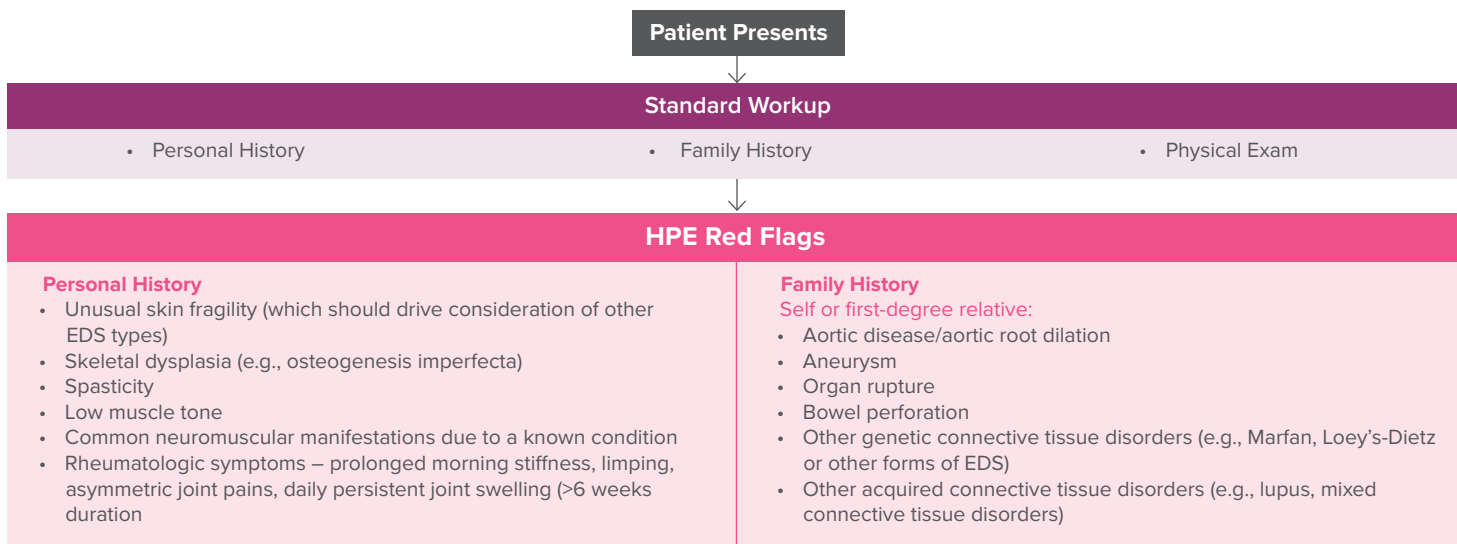 Patient Presents
Standard Workup
• Personal History
• Family History
• Physical Exam
HPE Red Flags
Personal History
• Unusual skin fragility (which should drive consideration of other
EDS types)
• Skeletal dysplasia (e.g., osteogenesis imperfecta)
• Spasticity
• Low muscle tone
• Common neuromuscular manifestations due to a known condition
• Rheumatologic symptoms – prolonged morning stiffness, limping,
asymmetric joint pains, daily persistent joint swelling (>6 weeks
duration
Family History
Self or first-degree relative:
• Aortic disease/aortic root dilation
• Aneurysm
• Organ rupture
• Bowel perforation
• Other genetic connective tissue disorders (e.g., Marfan, Loey's-Dietz
or other forms of EDS)
• Other acquired connective tissue disorders (e.g., lupus, mixed
connective tissue disorders)